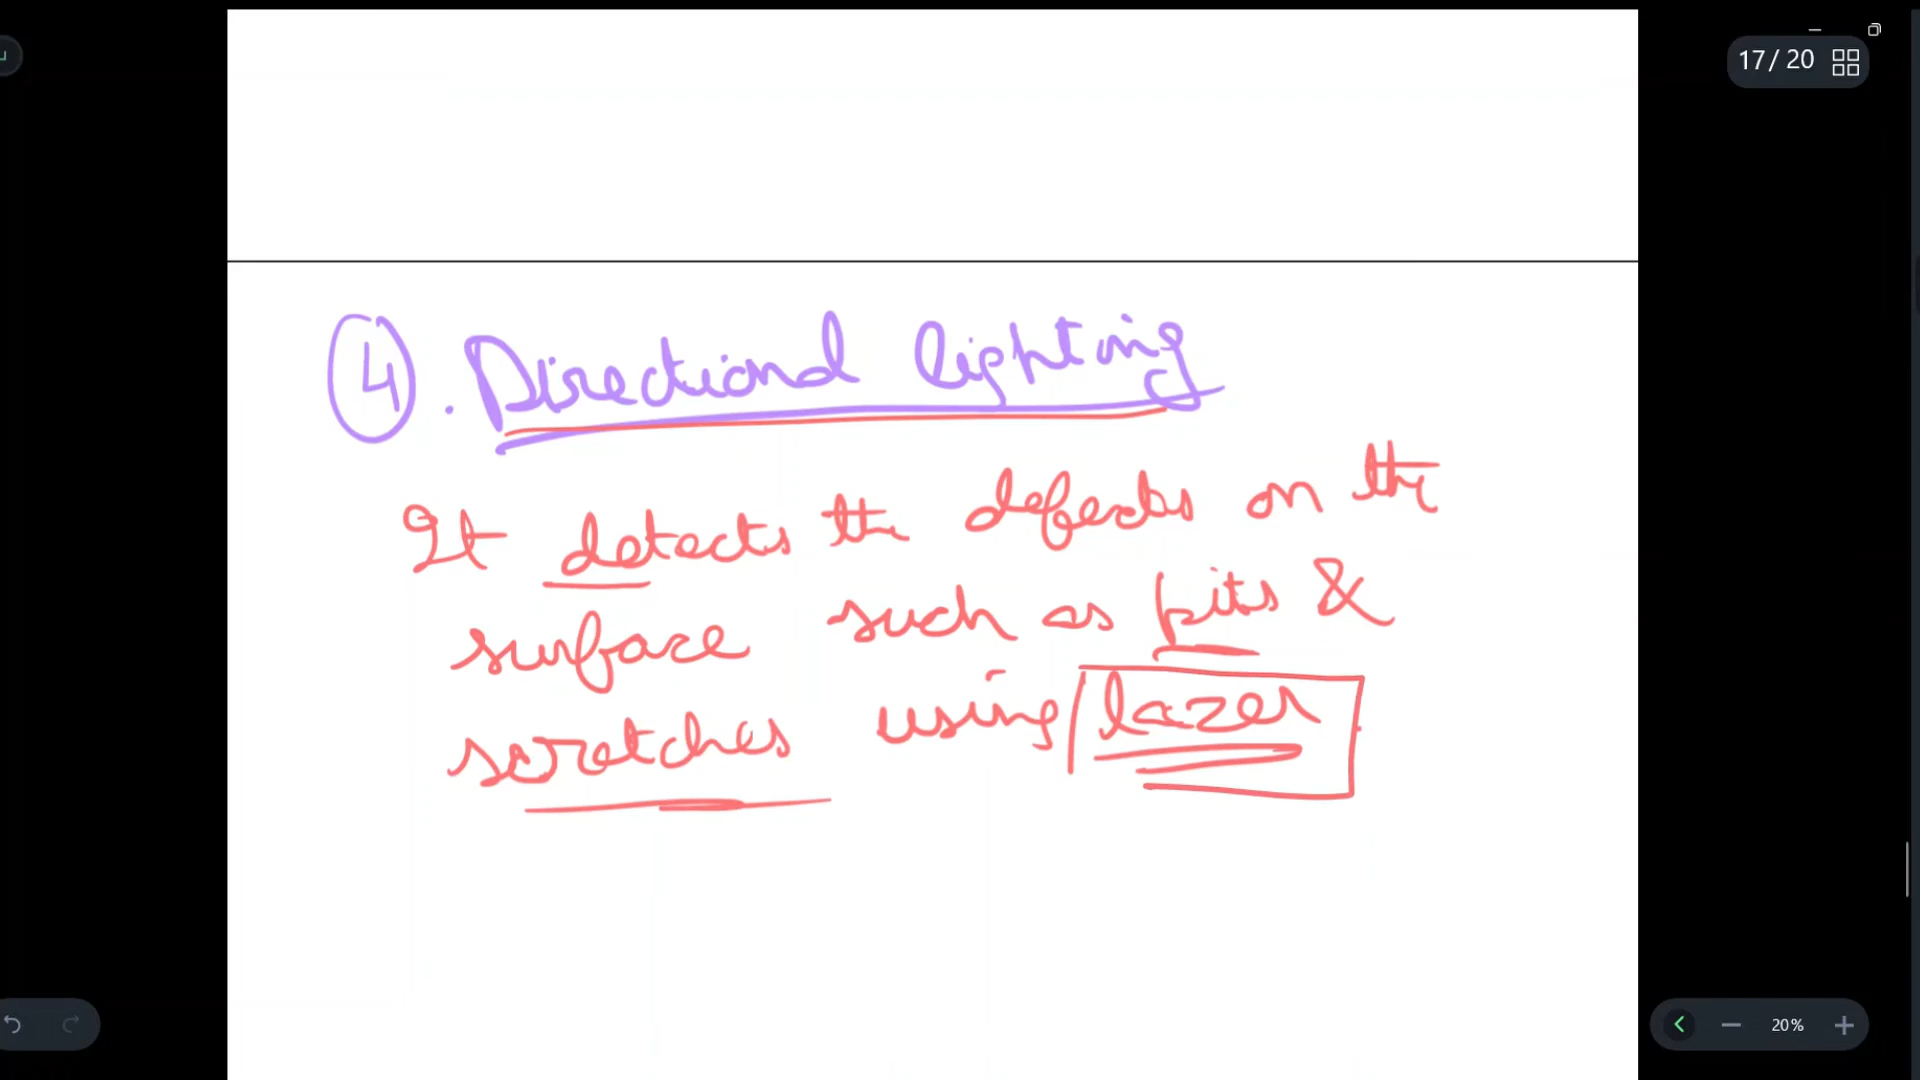 17/ 20
4. Directional lighting
It detects the defects on the
surface such as pits &
scratches using lazer
20%